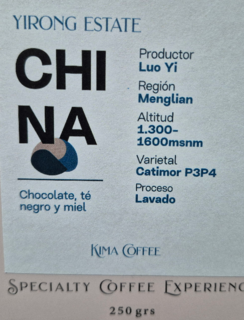 YIRONG ESTATE
CHI
NA
Chocolate, té
negro y miel
Productor
Luo Yi
Región
Menglian
Altitud
1.300-
1600msnm
Varietal
Catimor P3P4
Proceso
Lavado
KIMA COFFEE
SPECIALTY COFFEE EXPERIENC
250 grs